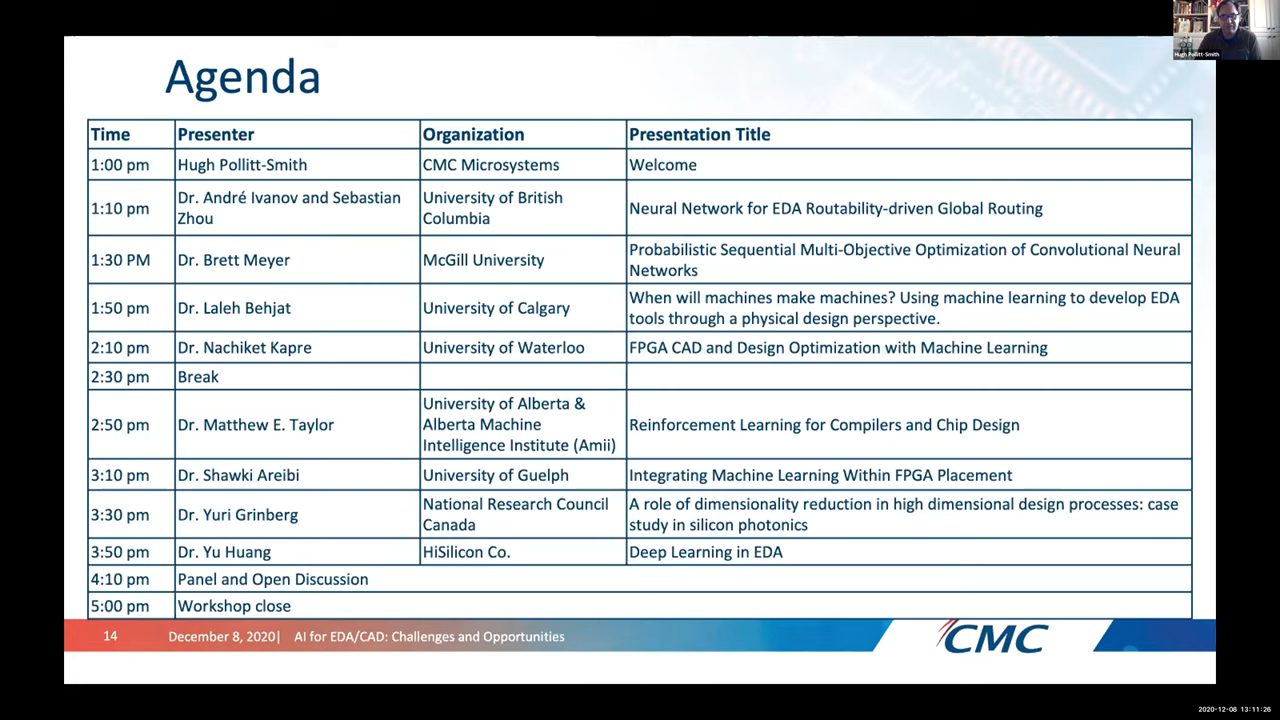 Hugh Pollitt-Smith
Agenda
Time Presenter Organization Presentation Title
1:00 pm Hugh Pollitt-Smith CMC Microsystems Welcome
1:10 pm Dr. André Ivanov and Sebastian Zhou University of British Columbia Neural Network for EDA Routability-driven Global Routing
1:30 PM Dr. Brett Meyer McGill University Probabilistic Sequential Multi-Objective Optimization of Convolutional Neural Networks
1:50 pm Dr. Laleh Behjat University of Calgary When will machines make machines? Using machine learning to develop EDA tools through a physical design perspective.
2:10 pm Dr. Nachiket Kapre University of Waterloo FPGA CAD and Design Optimization with Machine Learning
2:30 pm Break
2:50 pm Dr. Matthew E. Taylor University of Alberta & Alberta Machine Intelligence Institute (Amii) Reinforcement Learning for Compilers and Chip Design
3:10 pm Dr. Shawki Areibi University of Guelph Integrating Machine Learning Within FPGA Placement
3:30 pm Dr. Yuri Grinberg National Research Council Canada A role of dimensionality reduction in high dimensional design processes: case study in silicon photonics
3:50 pm Dr. Yu Huang HiSilicon Co. Deep Learning in EDA
4:10 pm Panel and Open Discussion
5:00 pm Workshop close
14 December 8, 2020| AI for EDA/CAD: Challenges and Opportunities CMC
2020-12-08 13:11:26